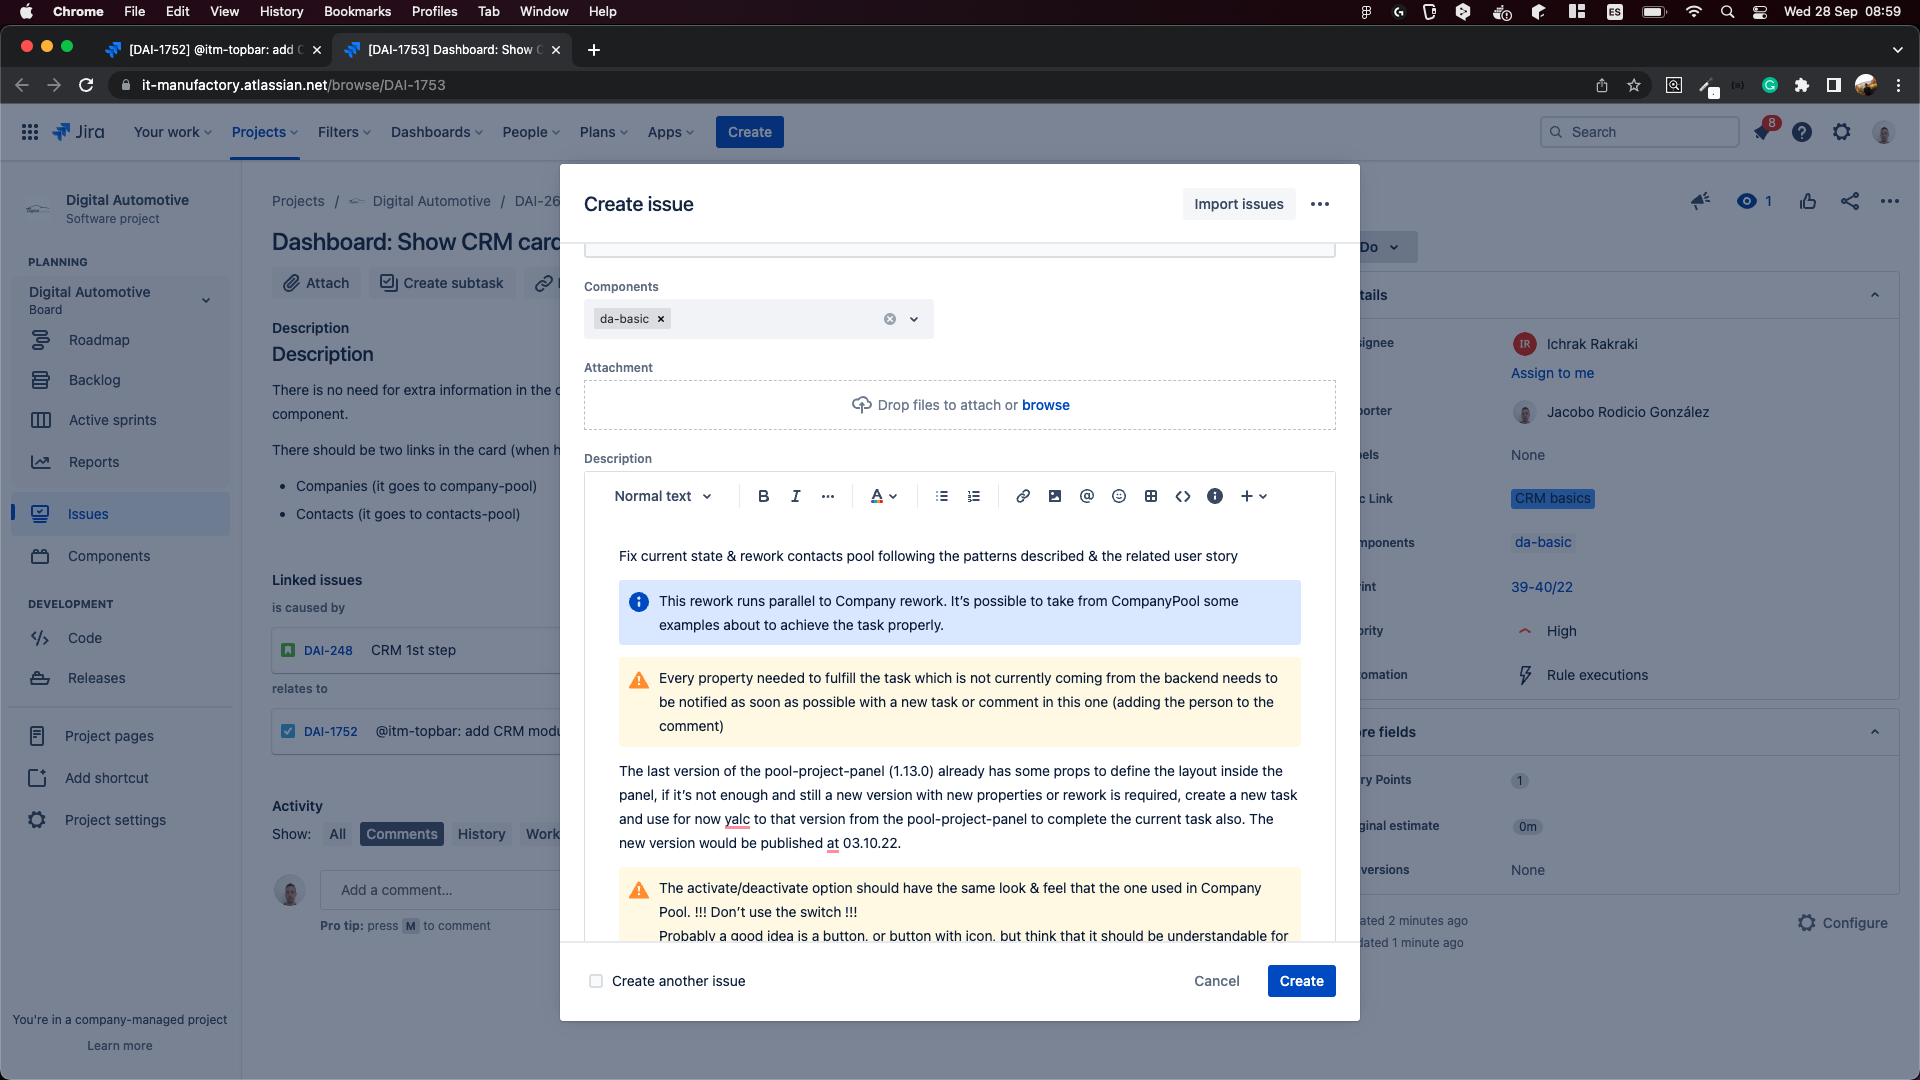 Chrome File Edit View History Bookmarks Profiles Tab Window Help
ES Wed 28 Sep 08:59
[DAI-1752] @itm-topbar: add C
[DAI-1753] Dashboard: Show C
it-manufactory.atlassian.net/browse/DAI-1753
Jira Your work Projects Filters Dashboards People Plans Apps Create
Search
8
Digital Automotive
Software project
PLANNING
Digital Automotive
Board
Roadmap
Backlog
Active sprints
Reports
Issues
Components
DEVELOPMENT
Code
Releases
Project pages
Add shortcut
Project settings
You're in a company-managed project
Learn more
Projects / Digital Automotive / DAI-26
Dashboard: Show CRM card
Attach Create subtask
Description
Description
There is no need for extra information in the c
component.
There should be two links in the card (when h
• Companies (it goes to company-pool)
• Contacts (it goes to contacts-pool)
Linked issues
is caused by
DAI-248 CRM 1st step
relates to
DAI-1752 @itm-topbar: add CRM modu
Activity
Show: All Comments History Work
Add a comment...
Pro tip: press M to comment
Create issue
Import issues
Components
da-basic
Attachment
Drop files to attach or browse
Description
Normal text B I A
Fix current state & rework contacts pool following the patterns described & the related user story
This rework runs parallel to Company rework. It's possible to take from CompanyPool some
examples about to achieve the task properly.
Every property needed to fulfill the task which is not currently coming from the backend needs to
be notified as soon as possible with a new task or comment in this one (adding the person to the
comment)
The last version of the pool-project-panel (1.13.0) already has some props to define the layout inside the
panel, if it's not enough and still a new version with new properties or rework is required, create a new task
and use for now yalc to that version from the pool-project-panel to complete the current task also. The
new version would be published at 03.10.22.
The activate/deactivate option should have the same look & feel that the one used in Company
Pool. !!! Don't use the switch !!!
Probably a good idea is a button, or button with icon, but think that it should be understandable for
Create another issue
Cancel Create
1
Do
tails
ignee IR Ichrak Rakraki
Assign to me
porter Jacobo Rodicio González
els None
c Link CRM basics
mponents da-basic
int 39-40/22
ority High
omation Rule executions
re fields
ry Points 1
ginal estimate 0m
versions None
ated 2 minutes ago
dated 1 minute ago
Configure